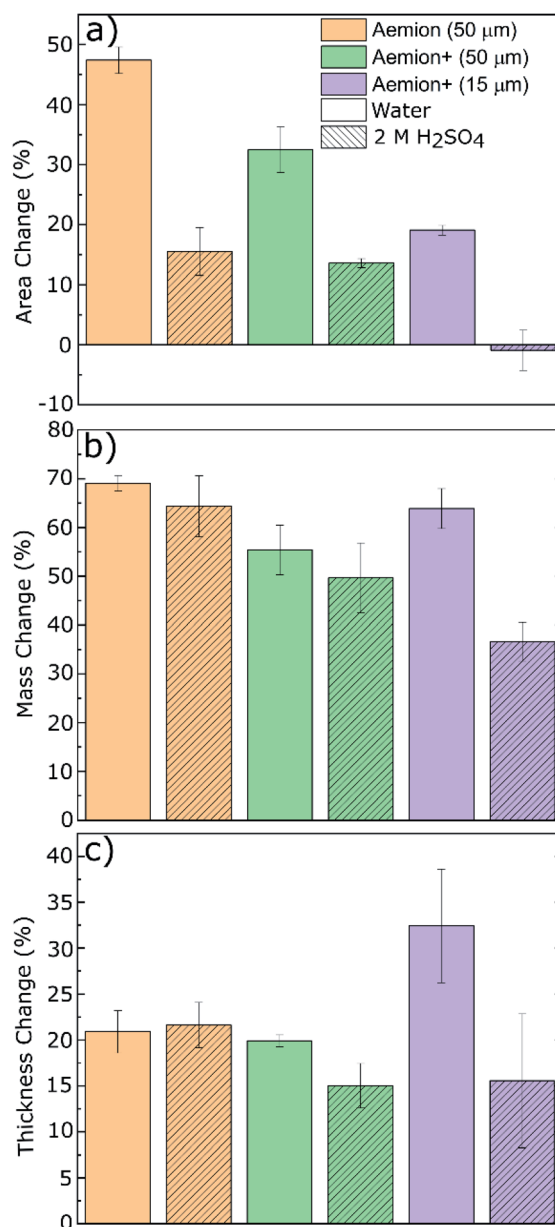 a)
Aemion (50 μm)
Aemion+ (50 μm)
Aemion+ (15 μm)
Water
2 M H₂SO₄
Area Change (%)
50
40
30
20
10
0
-10
b)
Mass Change (%)
80
70
60
50
40
30
20
10
0
c)
Thickness Change (%)
40
35
30
25
20
15
10
5
0